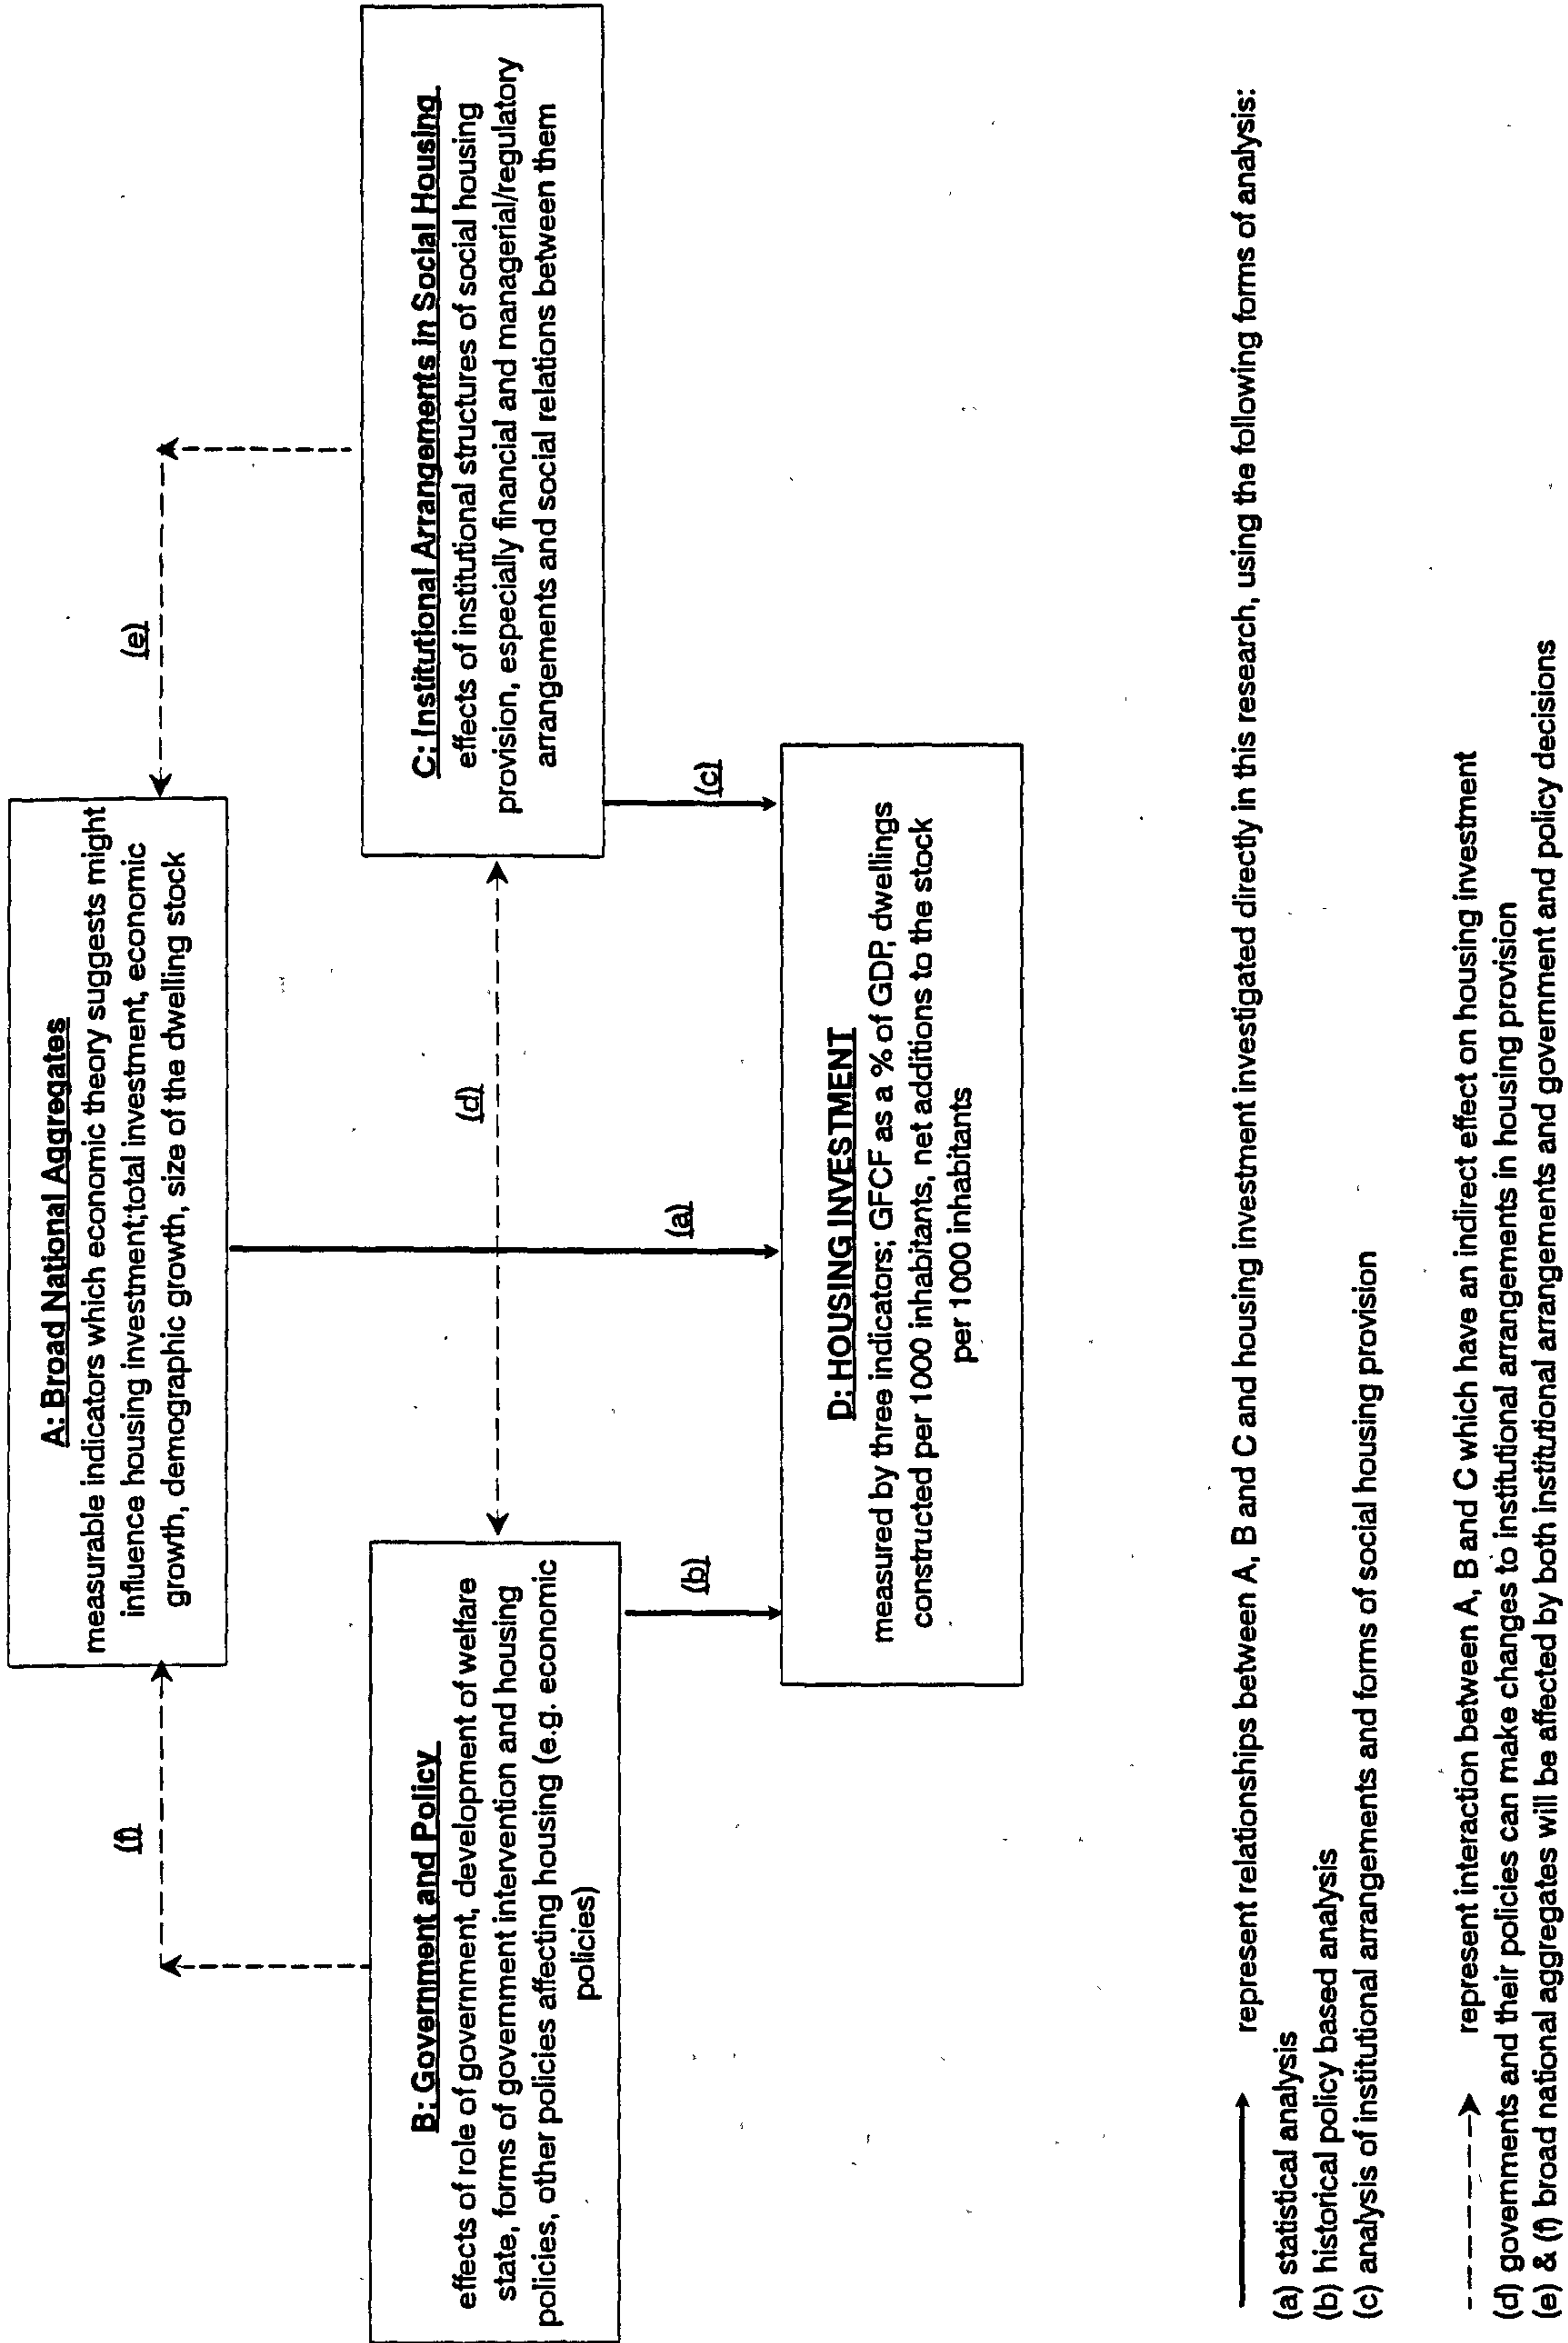 A: Broad National Aggregates
measurable indicators which economic theory suggests might
influence housing investment;total investment, economic
growth, demographic growth, size of the dwelling stock
(f)
(e)
B: Government and Policy
effects of role of government, development of welfare
state, forms of government intervention and housing
policies, other policies affecting housing (e.g. economic
policies)
C: Institutional Arrangements in Social Housing
effects of institutional structures of social housing
provision, especially financial and managerial/regulatory
arrangements and social relations between them
(d)
(b)
(a)
(c)
D: HOUSING INVESTMENT
measured by three indicators; GFCF as a % of GDP, dwellings
constructed per 1000 inhabitants, net additions to the stock
per 1000 inhabitants
represent relationships between A, B and C and housing investment investigated directly in this research, using the following forms of analysis:
(a) statistical analysis
(b) historical policy based analysis
(c) analysis of institutional arrangements and forms of social housing provision
represent interaction between A, B and C which have an indirect effect on housing investment
(d) governments and their policies can make changes to institutional arrangements in housing provision
(e) & (f) broad national aggregates will be affected by both institutional arrangements and government and policy decisions